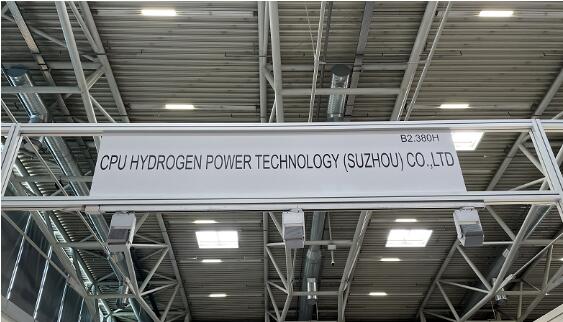 B2.380H
CPU HYDROGEN POWER TECHNOLOGY (SUZHOU) CO.,LTD